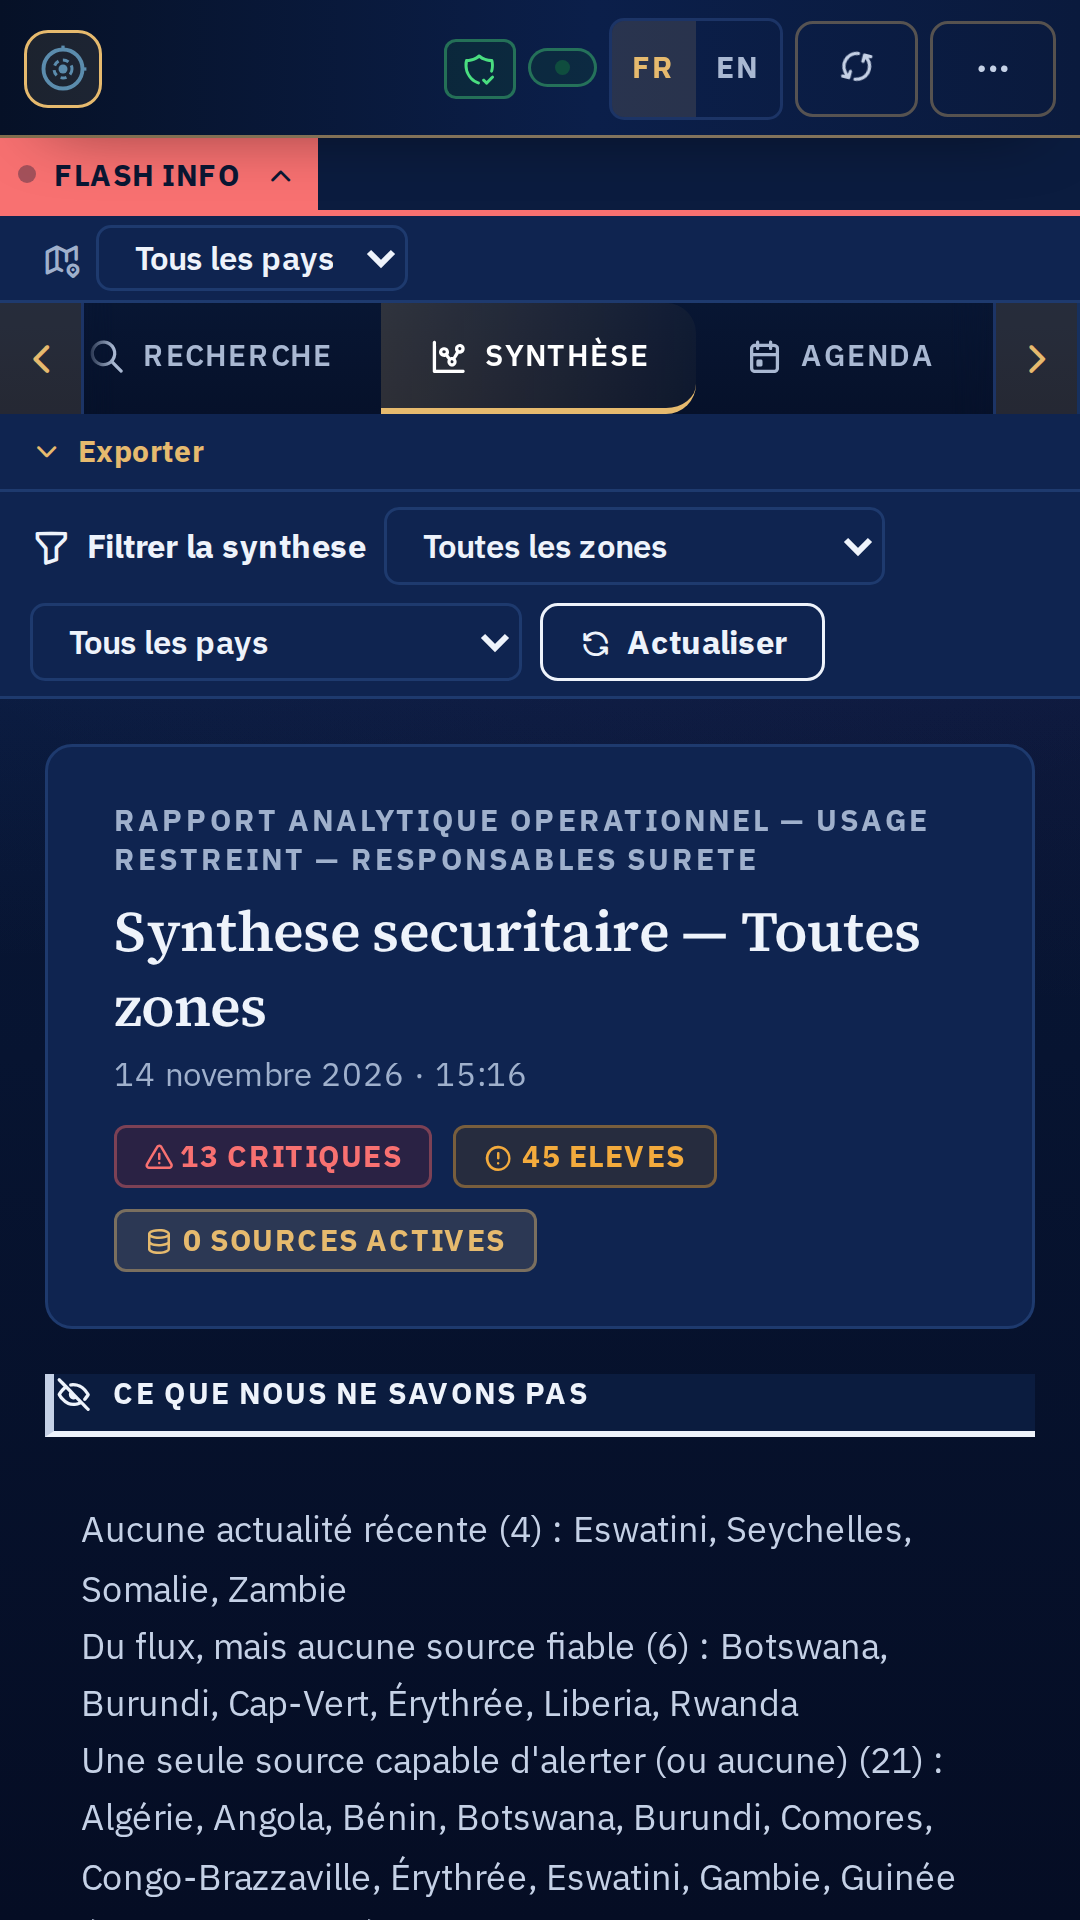 FR EN
FLASH INFO
Tous les pays
RECHERCHE SYNTHÈSE AGENDA
Exporter
Filtrer la synthese Toutes les zones
Tous les pays Actualiser
RAPPORT ANALYTIQUE OPERATIONNEL — USAGE
RESTREINT — RESPONSABLES SURETE
Synthese securitaire — Toutes
zones
14 novembre 2026 · 15:16
13 CRITIQUES 45 ELEVES
0 SOURCES ACTIVES
CE QUE NOUS NE SAVONS PAS
Aucune actualité récente (4) : Eswatini, Seychelles,
Somalie, Zambie
Du flux, mais aucune source fiable (6) : Botswana,
Burundi, Cap-Vert, Érythrée, Liberia, Rwanda
Une seule source capable d'alerter (ou aucune) (21) :
Algérie, Angola, Bénin, Botswana, Burundi, Comores,
Congo-Brazzaville, Érythrée, Eswatini, Gambie, Guinée